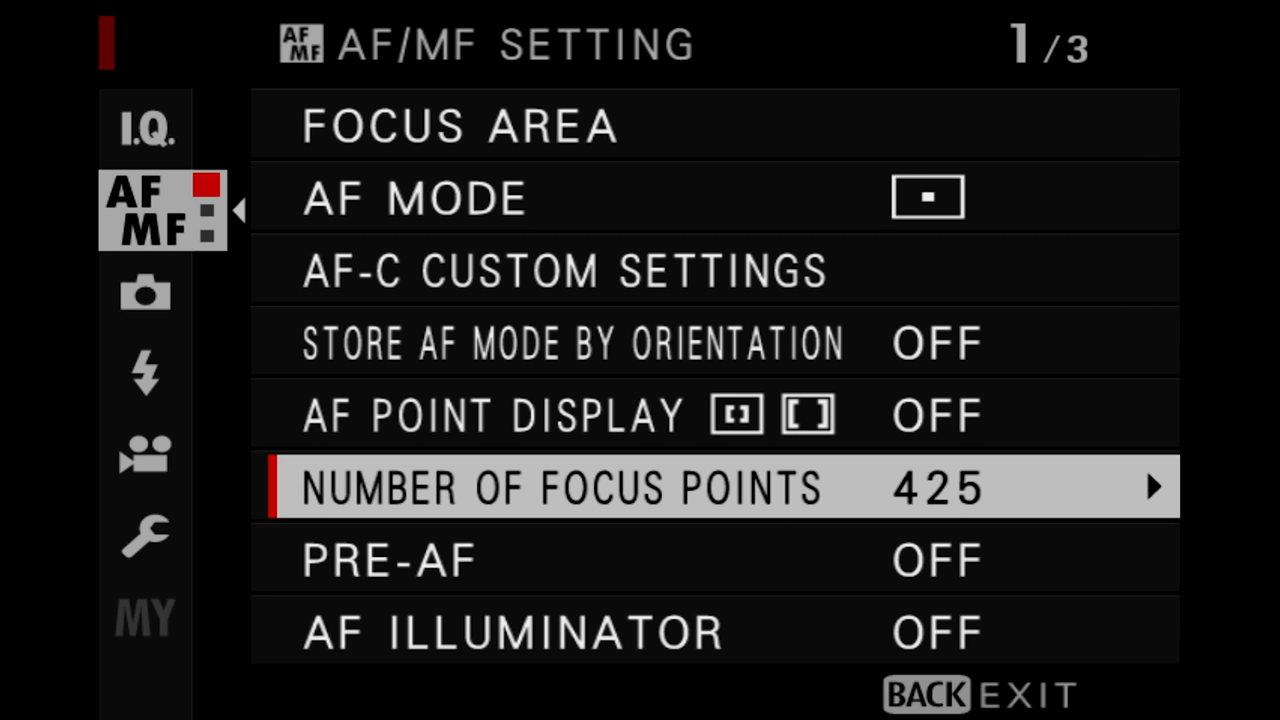 AF MF AF/MF SETTING 1/3
I.Q.
AF MF
MY
FOCUS AREA
AF MODE
AF-C CUSTOM SETTINGS
STORE AF MODE BY ORIENTATION OFF
AF POINT DISPLAY OFF
NUMBER OF FOCUS POINTS 425
PRE-AF OFF
AF ILLUMINATOR OFF
BACK EXIT